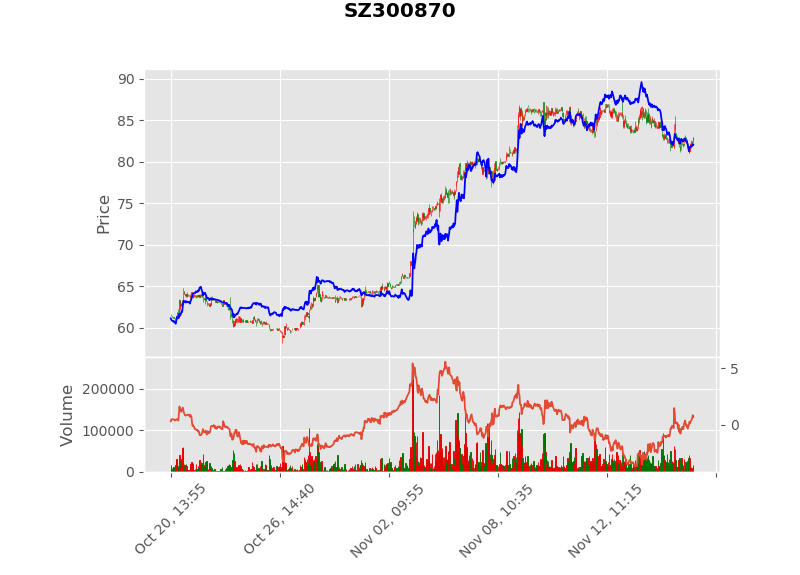 SZ300870
90
85
80
75
70
65
60
Price
200000
100000
0
Volume
5
0
Oct 20, 13:55
Oct 26, 14:40
Nov 02, 09:55
Nov 08, 10:35
Nov 12, 11:15